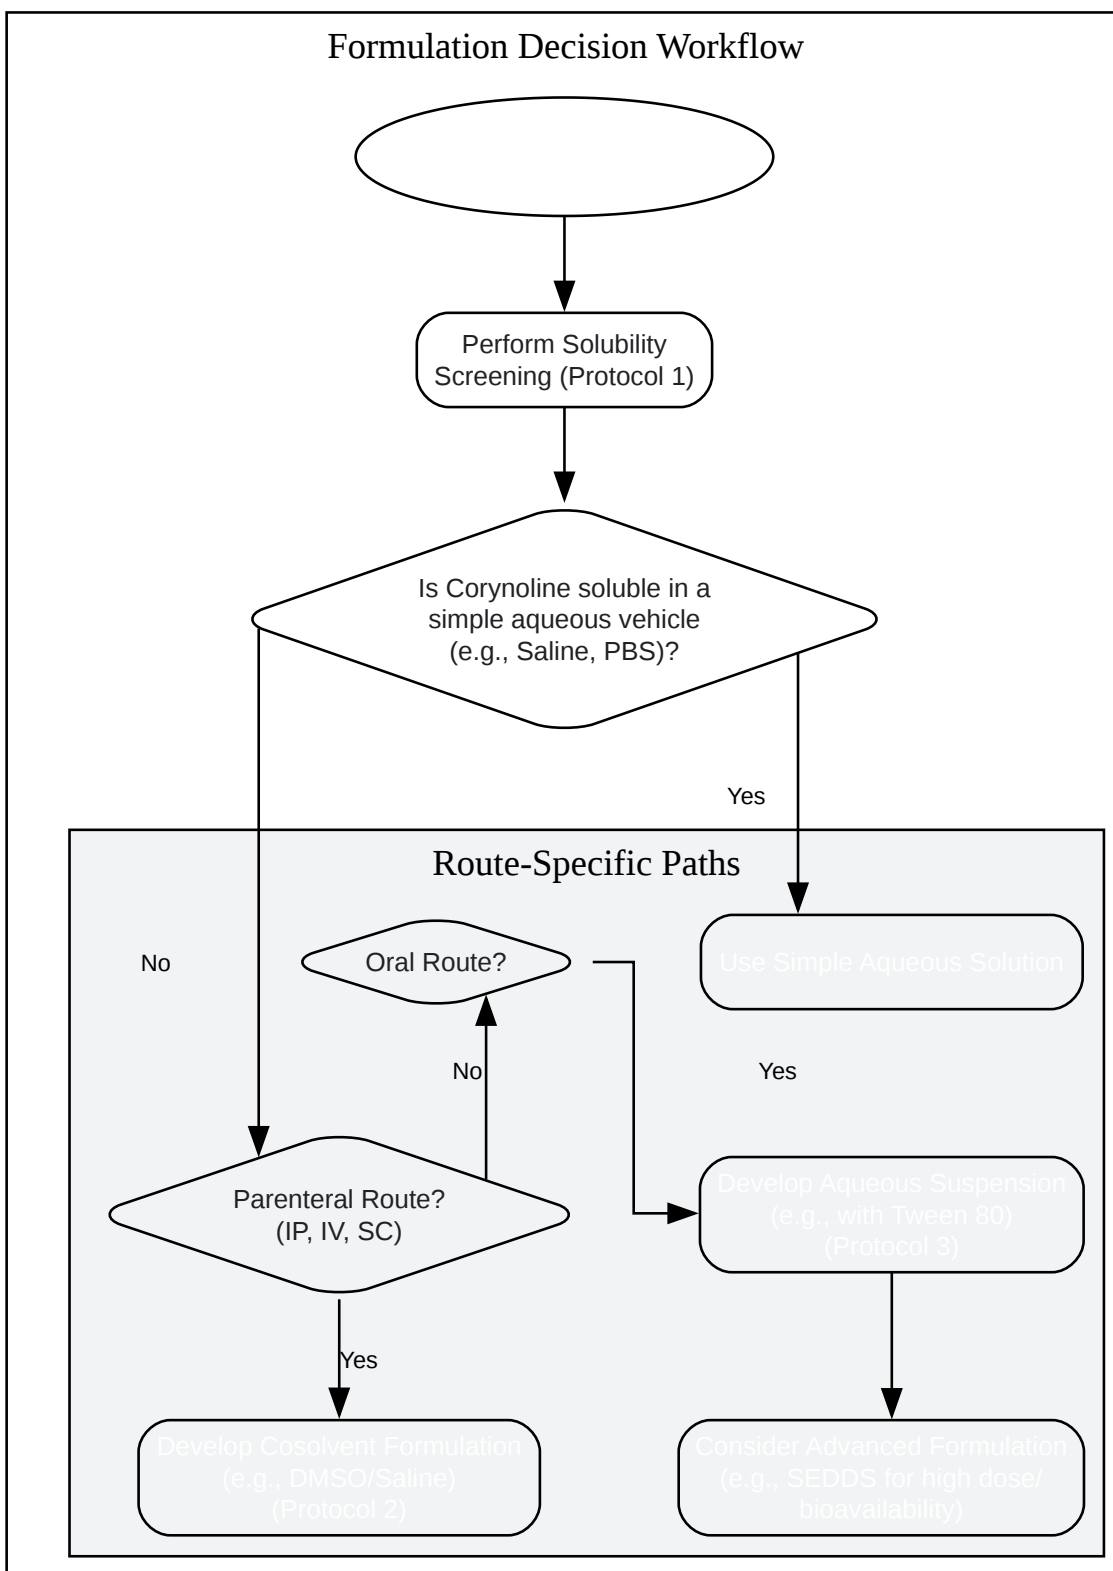 Formulation Decision Workflow
Perform Solubility
Screening (Protocol 1)
Is Corynoline soluble in a
simple aqueous vehicle
(e.g., Saline, PBS)?
Yes
Route-Specific Paths
No
Oral Route?
Use Simple Aqueous Solution
No
Yes
Parenteral Route?
(IP, IV, SC)
Develop Aqueous Suspension
(e.g., with Tween 80)
(Protocol 3)
Yes
Develop Cosolvent Formulation
(e.g., DMSO/Saline)
(Protocol 2)
Consider Advanced Formulation
(e.g., SEDDS for high dose/
bioavailability)